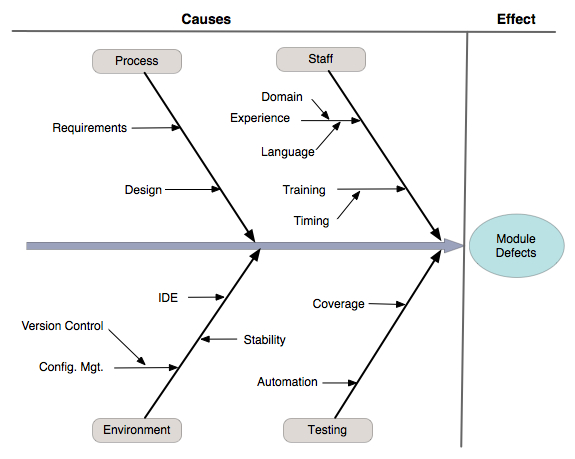 Causes
Effect
Process
Staff
Domain
Experience
Requirements
Language
Design
Training
Timing
Module
Defects
IDE
Coverage
Version Control
Stability
Config. Mgt.
Automation
Environment
Testing